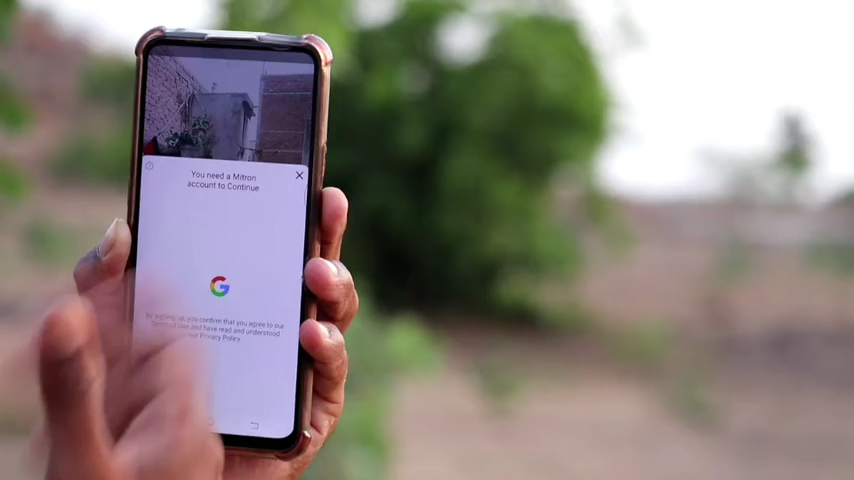 You need a Mitron
account to Continue
By signing up, you confirm that you agree to our
Terms of Use and have read and understood
our Privacy Policy